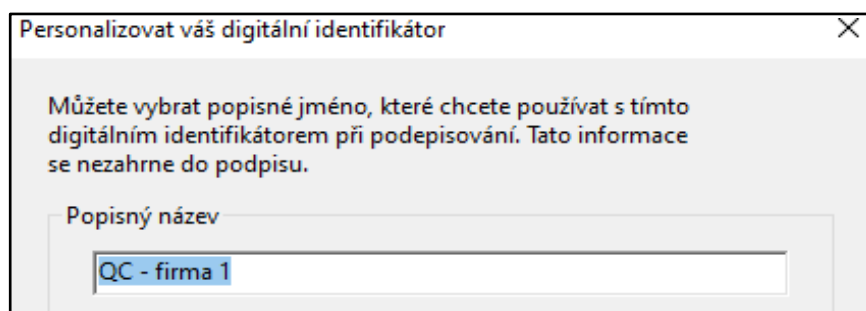 Personalizovat váš digitální identifikátor
Můžete vybrat popisné jméno, které chcete používat s tímto
digitálním identifikátorem při podepisování. Tato informace
se nezahrne do podpisu.
Popisný název
QC - firma 1